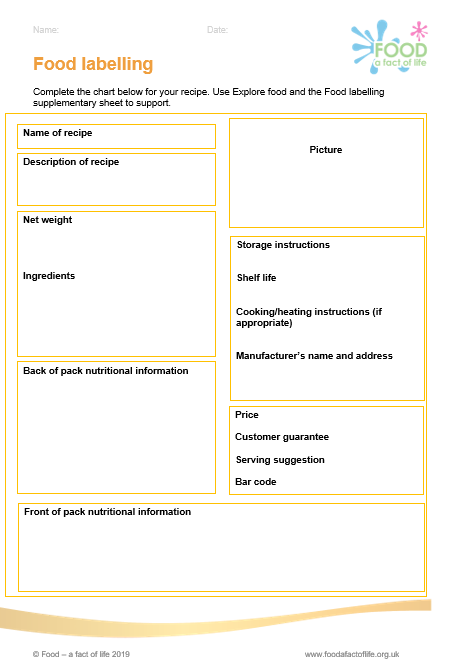 Name:
Date:
FOOD
a fact of life
Food labelling
Complete the chart below for your recipe. Use Explore food and the Food labelling
supplementary sheet to support.
Name of recipe
Description of recipe
Net weight
Ingredients
Back of pack nutritional information
Picture
Storage instructions
Shelf life
Cooking/heating instructions (if
appropriate)
Manufacturer's name and address
Price
Customer guarantee
Serving suggestion
Bar code
Front of pack nutritional information
© Food – a fact of life 2019
www.foodafactoflife.org.uk